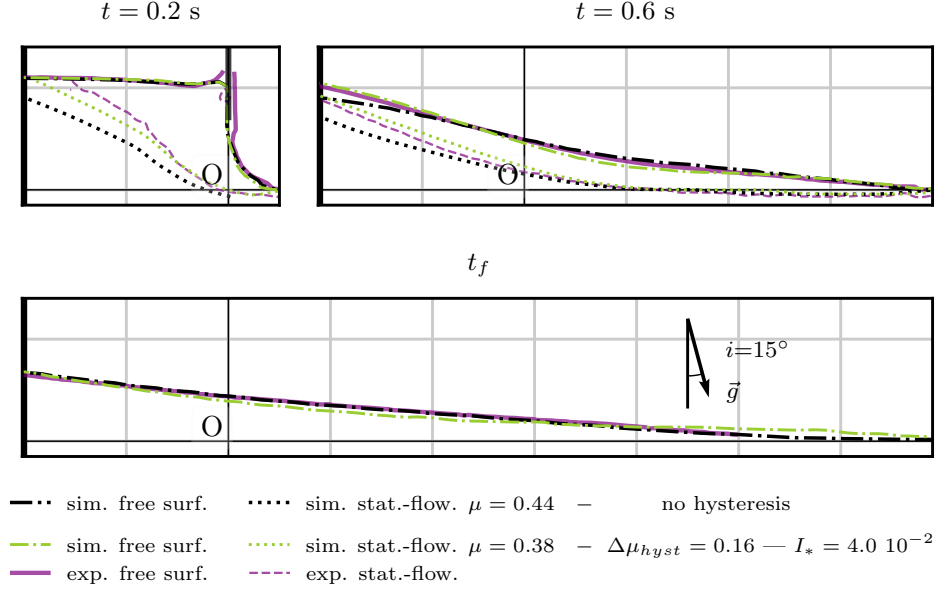 t = 0.2 s
t = 0.6 s
O
O
t_f
i=15°
g⃗
O
sim. free surf. sim. stat.-flow. μ = 0.44 – no hysteresis
sim. free surf. sim. stat.-flow. μ = 0.38 – Δμ_hyst = 0.16 — I_* = 4.0 10^−2
exp. free surf. exp. stat.-flow.